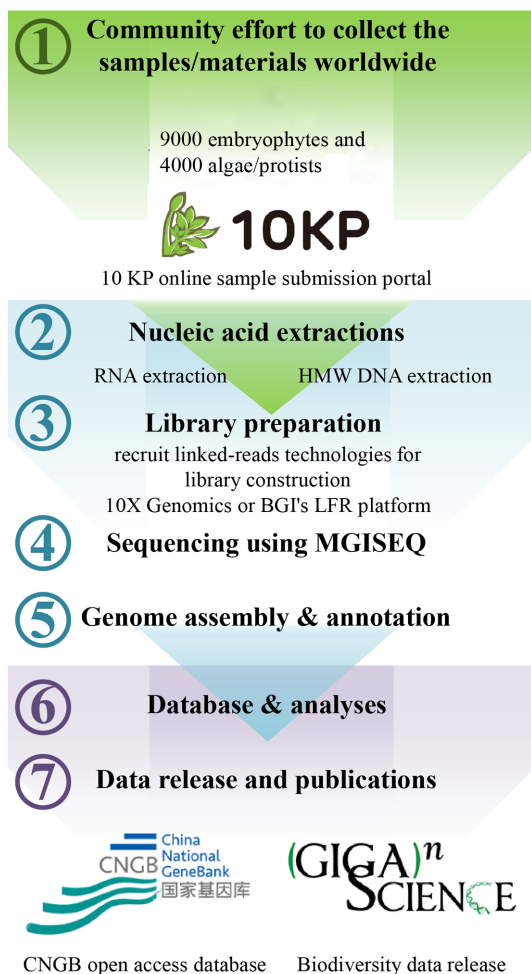 1
Community effort to collect the
samples/materials worldwide
9000 embryophytes and
4000 algae/protists
10KP
10 KP online sample submission portal
2
Nucleic acid extractions
RNA extraction HMW DNA extraction
3
Library preparation
recruit linked-reads technologies for
library construction
10X Genomics or BGI's LFR platform
4
Sequencing using MGISEQ
5
Genome assembly & annotation
6
Database & analyses
7
Data release and publications
CNGB
China
National
GeneBank
国家基因库
(GIGA)n
SCIENCE
CNGB open access database Biodiversity data release